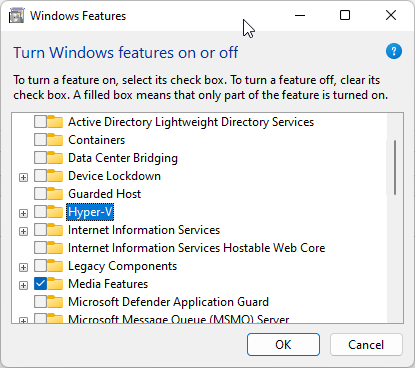 Windows Features
Turn Windows features on or off
?
To turn a feature on, select its check box. To turn a feature off, clear its
check box. A filled box means that only part of the feature is turned on.
Active Directory Lightweight Directory Services
Containers
Data Center Bridging
Device Lockdown
Guarded Host
Hyper-V
Internet Information Services
Internet Information Services Hostable Web Core
Legacy Components
Media Features
Microsoft Defender Application Guard
Microsoft Message Queue (MSMQ) Server
OK
Cancel